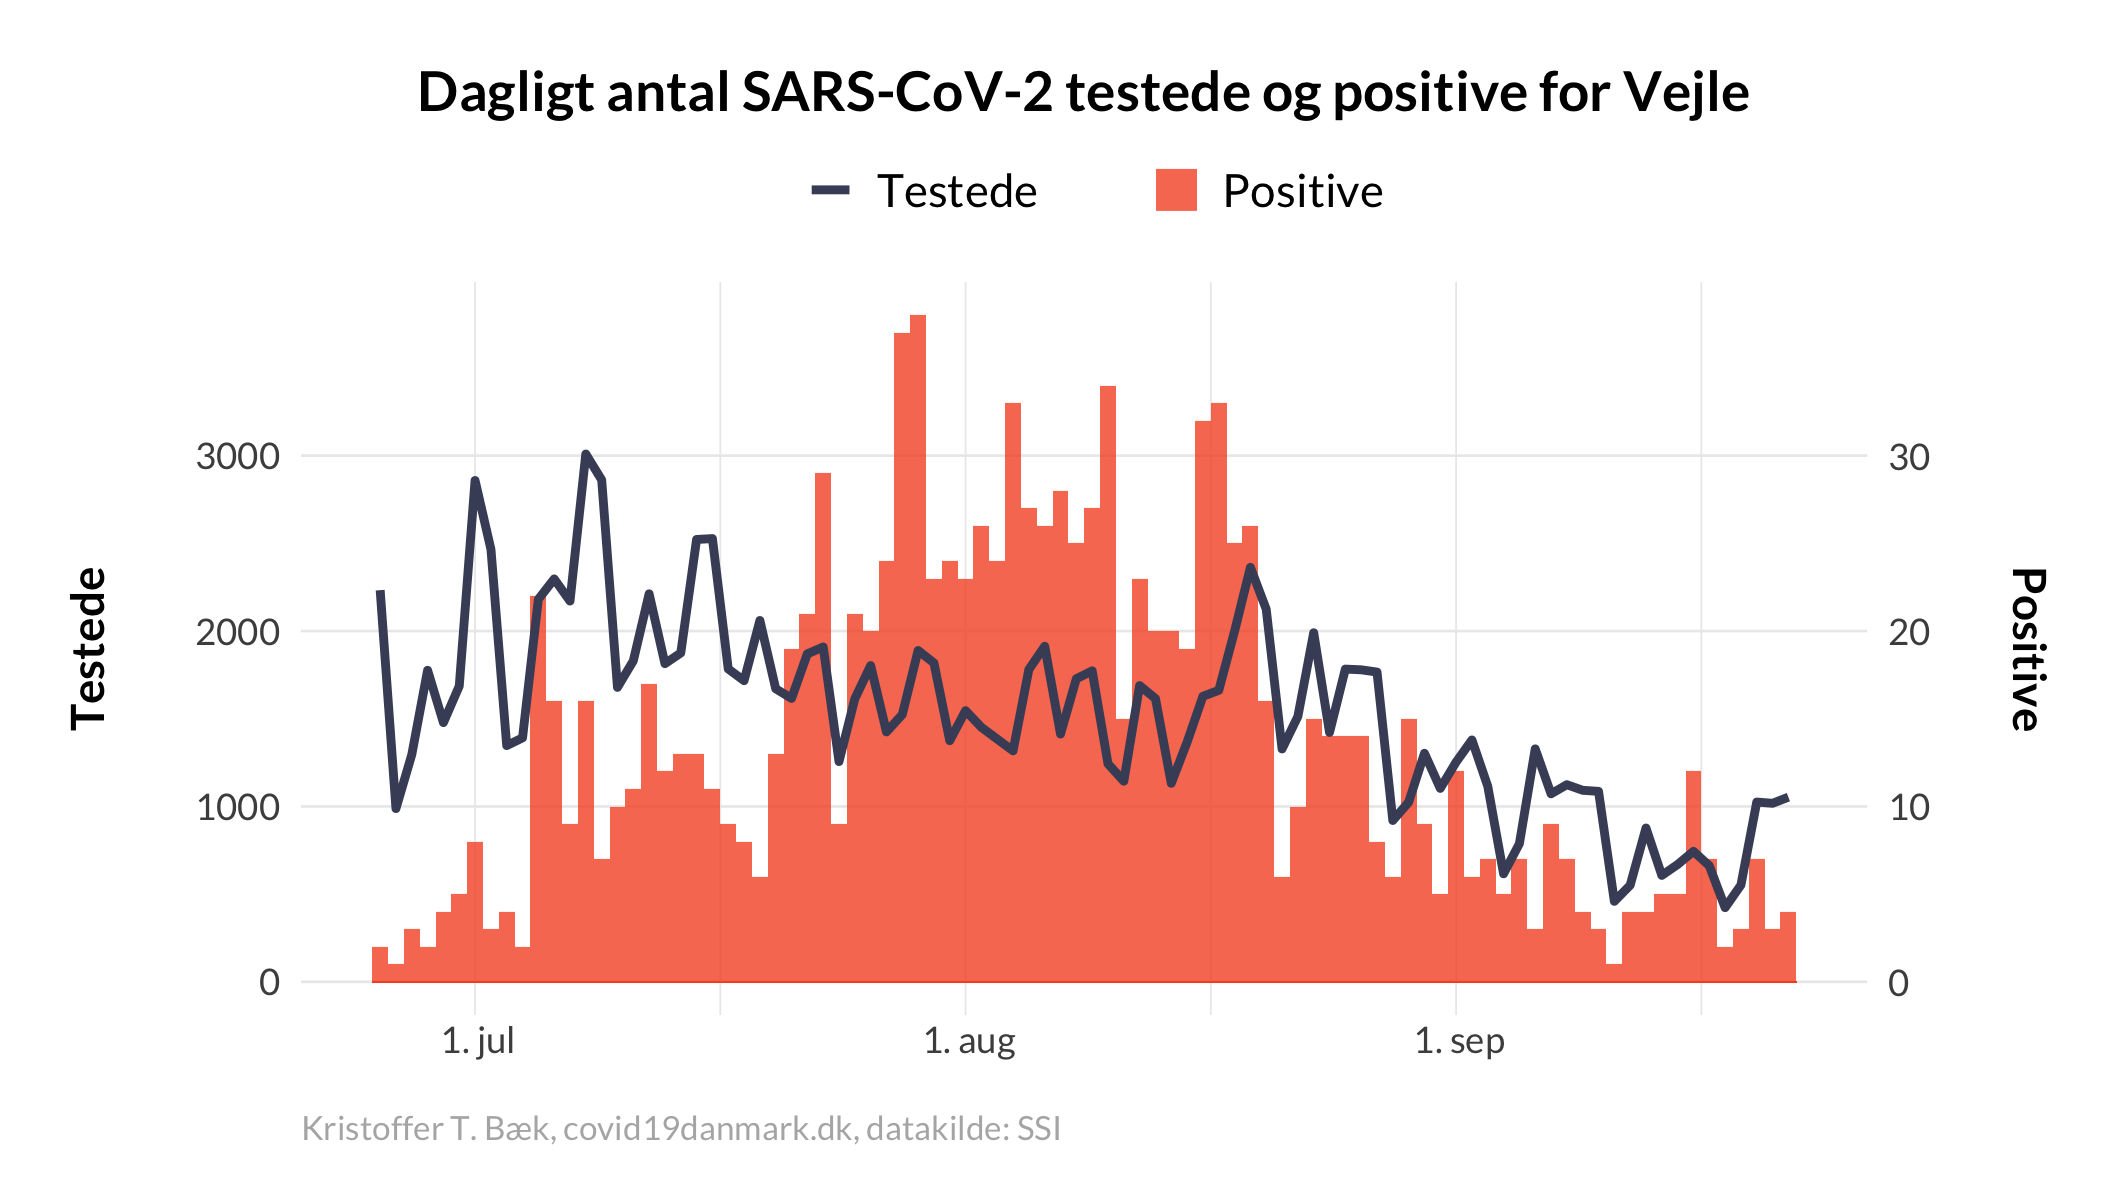 Dagligt antal SARS-CoV-2 testede og positive for Vejle
Testede
Positive
Testede
Positive
3000
2000
1000
0
30
20
10
0
1. jul
1. aug
1. sep
Kristoffer T. Bæk, covid19danmark.dk, datakilde: SSI